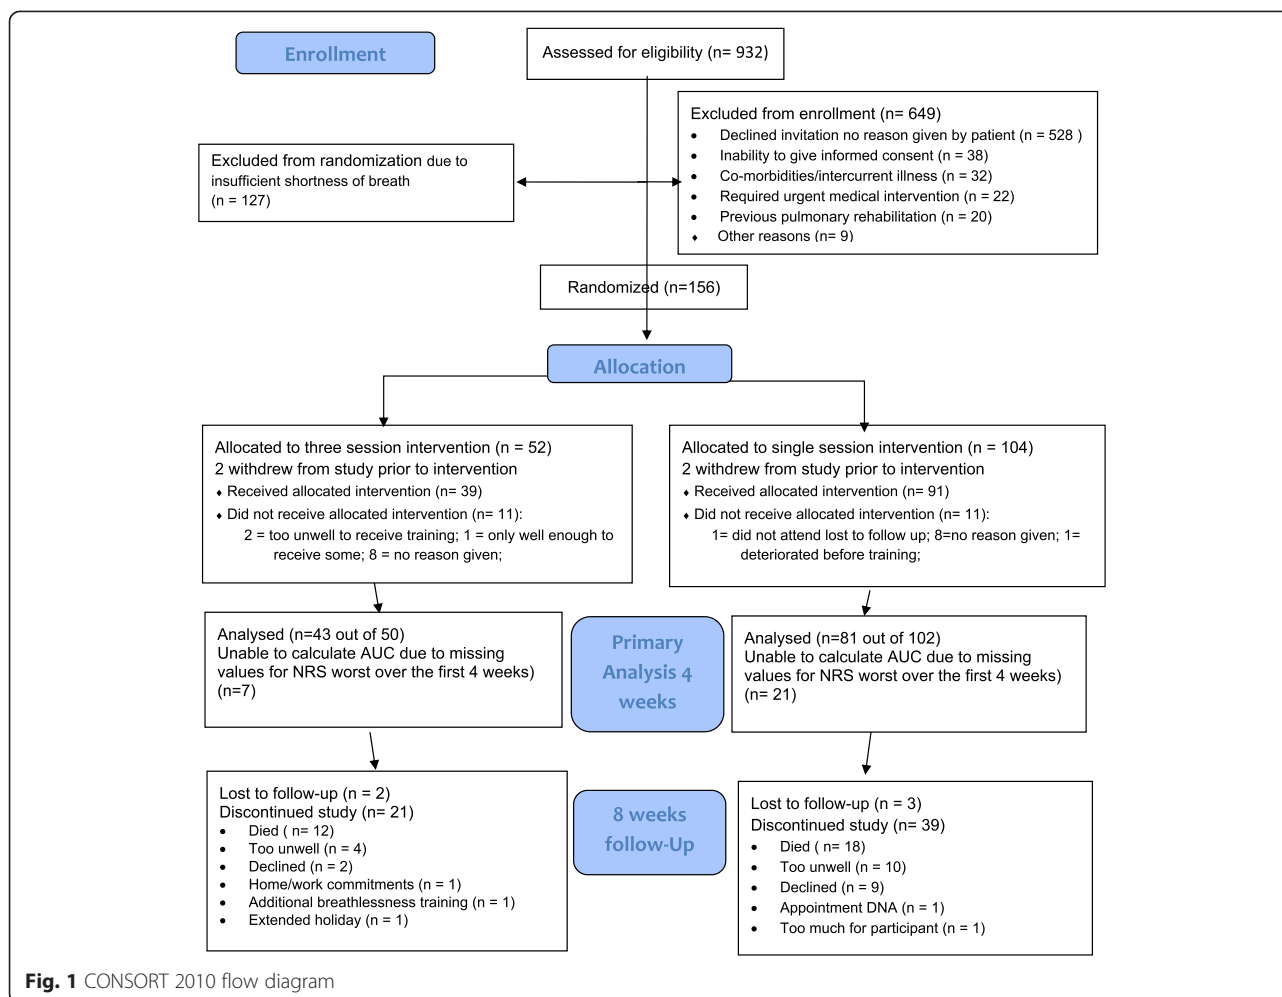 Enrollment
Assessed for eligibility (n= 932)
Excluded from enrollment (n= 649)
• Declined invitation no reason given by patient (n = 528 )
• Inability to give informed consent (n = 38)
• Co-morbidities/intercurrent illness (n = 32)
• Required urgent medical intervention (n = 22)
• Previous pulmonary rehabilitation (n = 20)
♦ Other reasons (n= 9)
Excluded from randomization due to
insufficient shortness of breath
(n = 127)
Randomized (n=156)
Allocation
Allocated to three session intervention (n = 52)
2 withdrew from study prior to intervention
♦ Received allocated intervention (n= 39)
♦ Did not receive allocated intervention (n= 11):
2 = too unwell to receive training; 1 = only well enough to
receive some; 8 = no reason given;
Allocated to single session intervention (n = 104)
2 withdrew from study prior to intervention
♦ Received allocated intervention (n= 91)
♦ Did not receive allocated intervention (n= 11):
1= did not attend lost to follow up; 8=no reason given; 1=
deteriorated before training;
Analysed (n=43 out of 50)
Unable to calculate AUC due to missing
values for NRS worst over the first 4 weeks)
(n=7)
Primary
Analysis 4
weeks
Analysed (n=81 out of 102)
Unable to calculate AUC due to missing
values for NRS worst over the first 4 weeks)
(n= 21)
Lost to follow-up (n = 2)
Discontinued study (n= 21)
• Died ( n= 12)
• Too unwell (n = 4)
• Declined (n = 2)
• Home/work commitments (n = 1)
• Additional breathlessness training (n = 1)
• Extended holiday (n = 1)
8 weeks
follow-Up
Lost to follow-up (n = 3)
Discontinued study (n= 39)
• Died ( n= 18)
• Too unwell (n = 10)
• Declined (n = 9)
• Appointment DNA (n = 1)
• Too much for participant (n = 1)
Fig. 1 CONSORT 2010 flow diagram